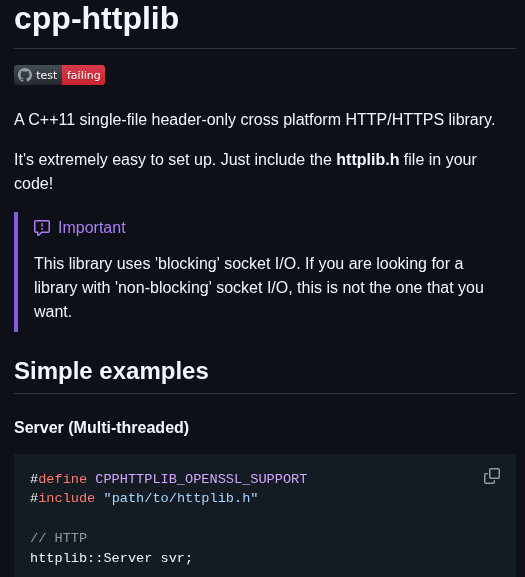 cpp-httplib
test failing
A C++11 single-file header-only cross platform HTTP/HTTPS library.
It's extremely easy to set up. Just include the httplib.h file in your
code!
Important
This library uses 'blocking' socket I/O. If you are looking for a
library with 'non-blocking' socket I/O, this is not the one that you
want.
Simple examples
Server (Multi-threaded)
#define CPPHTTPLIB_OPENSSL_SUPPORT
#include "path/to/httplib.h"
// HTTP
httplib::Server svr;